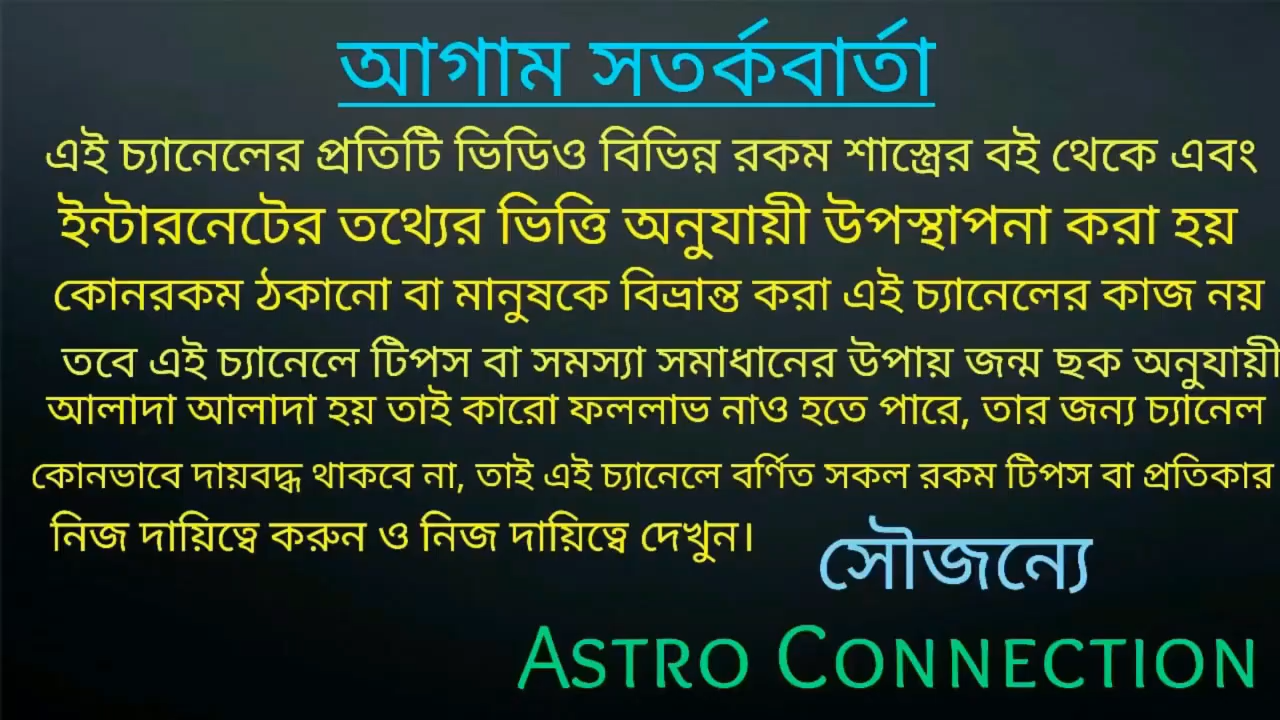 আগাম সতর্কবার্তা
এই চ্যানেলের প্রতিটি ভিডিও বিভিন্ন রকম শাস্ত্রের বই থেকে এবং
ইন্টারনেটের তথ্যের ভিত্তি অনুযায়ী উপস্থাপনা করা হয়
কোনরকম ঠকানো বা মানুষকে বিভ্রান্ত করা এই চ্যানেলের কাজ নয়
তবে এই চ্যানেলে টিপস বা সমস্যা সমাধানের উপায় জন্ম ছক অনুযায়ী
আলাদা আলাদা হয় তাই কারো ফললাভ নাও হতে পারে, তার জন্য চ্যানেল
কোনভাবে দায়বদ্ধ থাকবে না, তাই এই চ্যানেলে বর্ণিত সকল রকম টিপস বা প্রতিকার
নিজ দায়িত্বে করুন ও নিজ দায়িত্বে দেখুন।
সৌজন্যে
ASTRO CONNECTION